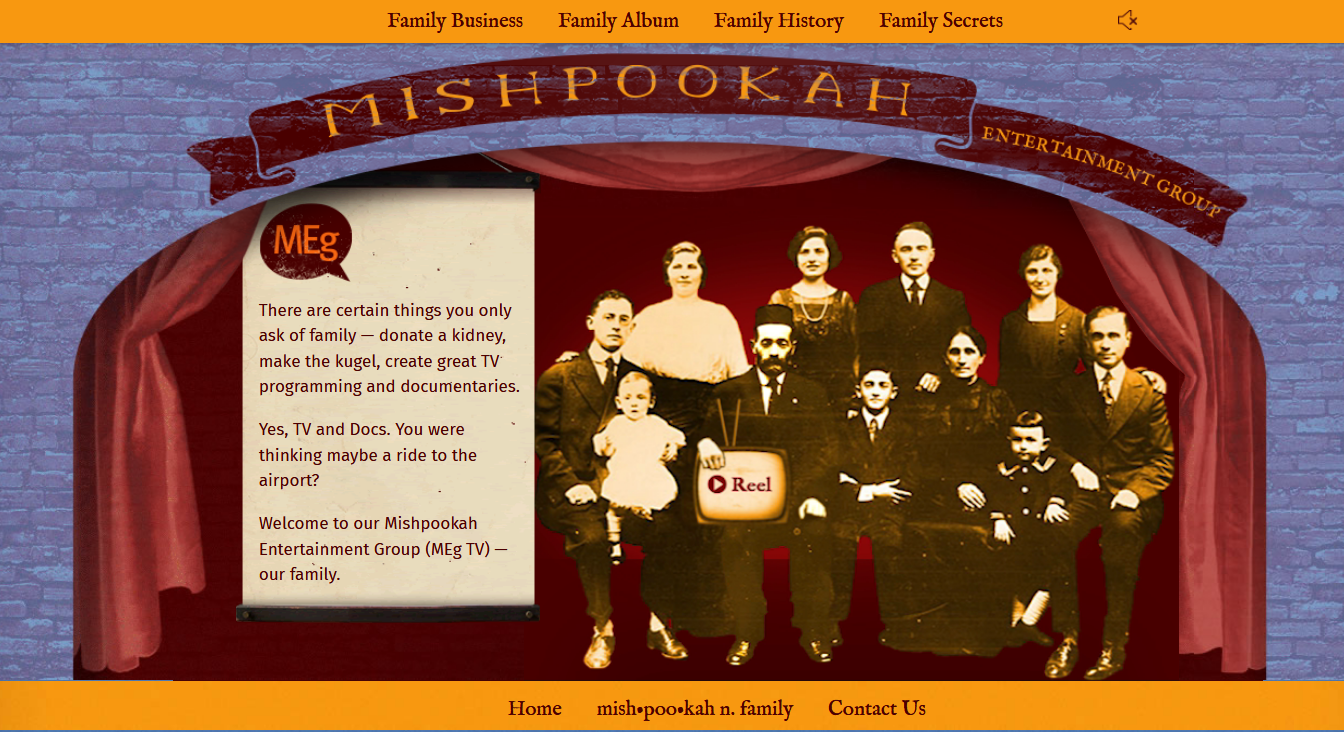 Family Business Family Album Family History Family Secrets
MISHPOOKAH
ENTERTAINMENT GROUP
MEg
There are certain things you only
ask of family — donate a kidney,
make the kugel, create great TV
programming and documentaries.
Yes, TV and Docs. You were
thinking maybe a ride to the
airport?
Welcome to our Mishpookah
Entertainment Group (MEg TV) —
our family.
Reel
Home mish•poo•kah n. family Contact Us